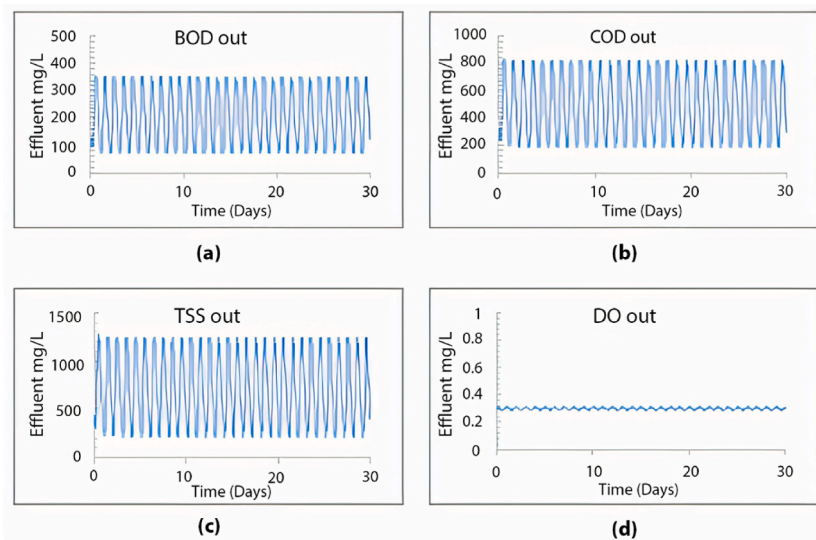 BOD out
500
400
300
200
100
0
Effluent mg/L
0 10 20 30
Time (Days)
(a)
COD out
1000
800
600
400
200
0
Effluent mg/L
0 10 20 30
Time (Days)
(b)
TSS out
1500
1000
500
0
Effluent mg/L
0 10 20 30
Time (Days)
(c)
DO out
1
0.8
0.6
0.4
0.2
0
Effluent mg/L
0 10 20 30
Time (Days)
(d)